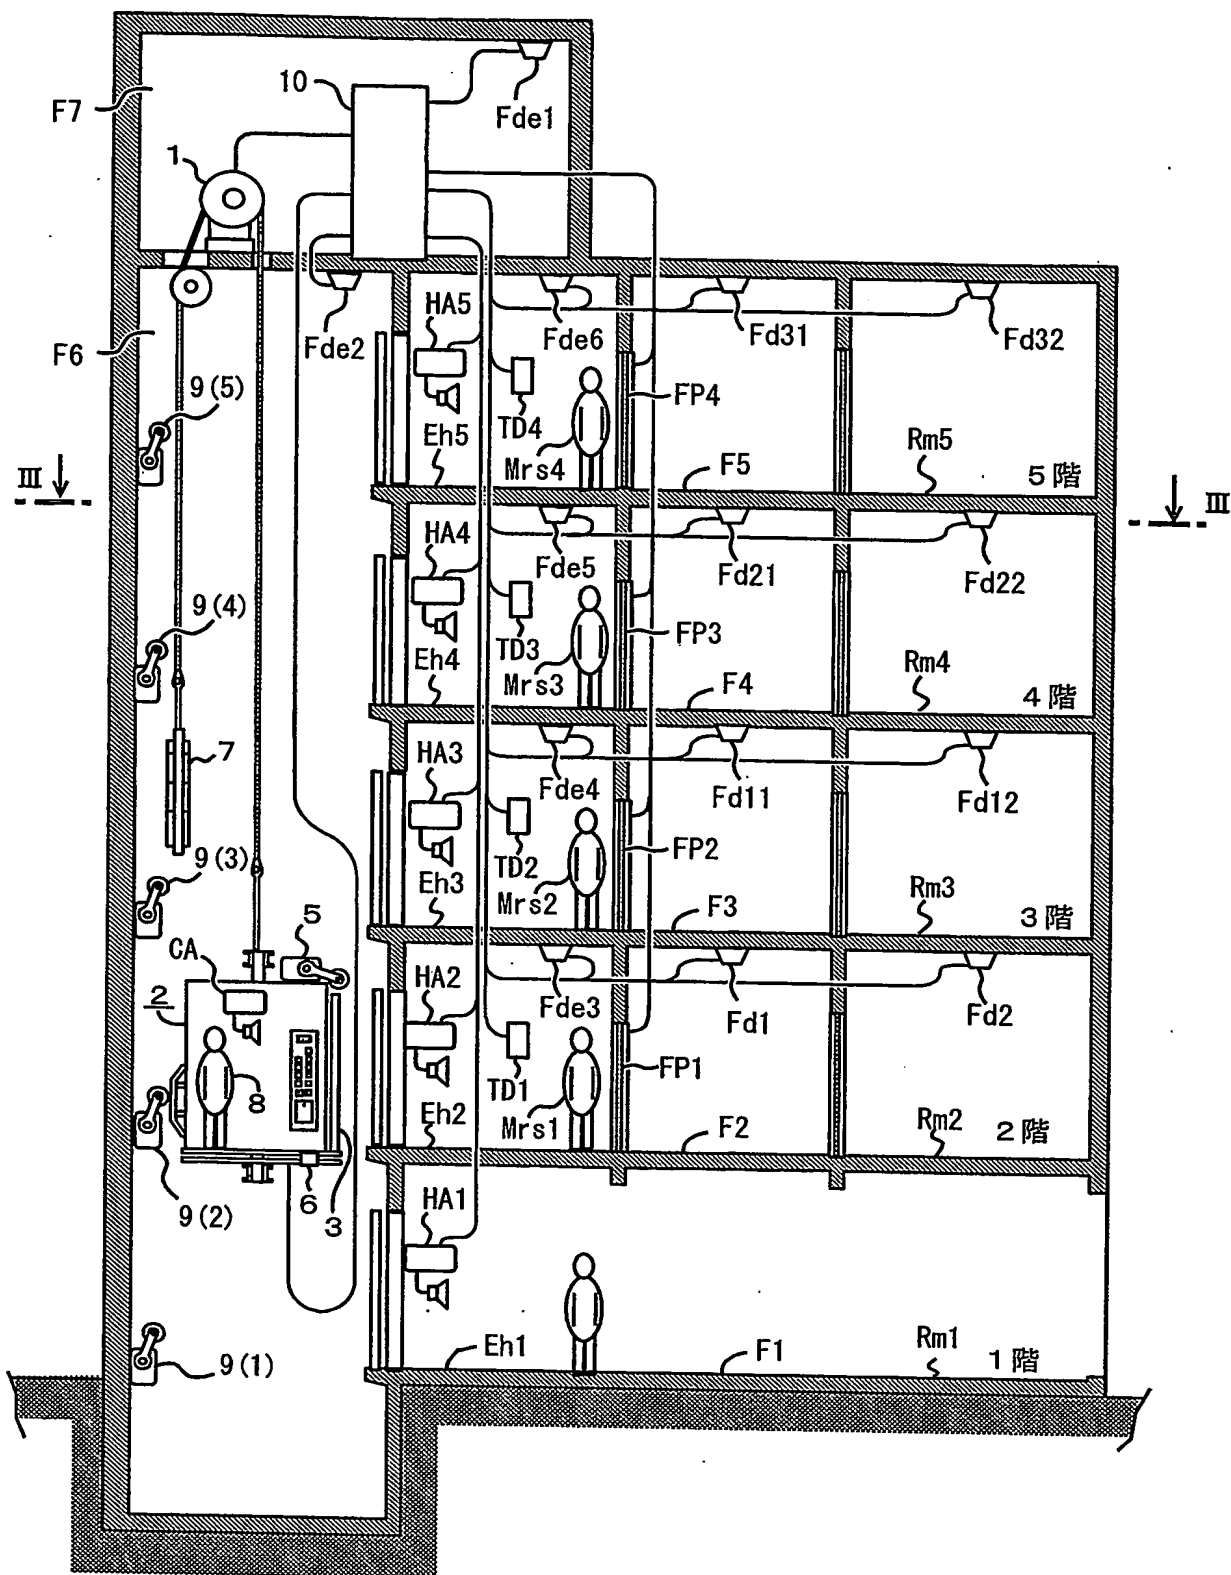 10
Fde1
F7
1
F6
Fde2
HA5
Fde6
Fd31
Fd32
9(5)
TD4
FP4
Eh5
Mrs4
F5
Rm5
5階
III
III
HA4
Fde5
Fd21
Fd22
9(4)
TD3
FP3
Eh4
Mrs3
F4
Rm4
4階
7
HA3
Fde4
Fd11
Fd12
9(3)
TD2
FP2
Eh3
Mrs2
F3
Rm3
3階
CA
5
2
HA2
Fde3
Fd1
Fd2
8
TD1
FP1
Eh2
Mrs1
F2
Rm2
2階
9(2)
6
3
HA1
9(1)
Eh1
F1
Rm1
1階